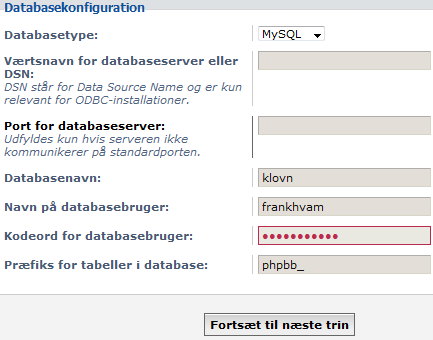 Databasekonfiguration
Databasetype:
MySQL
Værtsnavn for databaseserver eller
DSN:
DSN står for Data Source Name og er kun
relevant for ODBC-installationer.
Port for databaseserver:
Udfyldes kun hvis serveren ikke
kommunikerer på standardporten.
Databasenavn:
klovn
Navn på databasebruger:
frankhvam
Kodeord for databasebruger:
•••••••••••
Præfiks for tabeller i database:
phpbb_
Fortsæt til næste trin